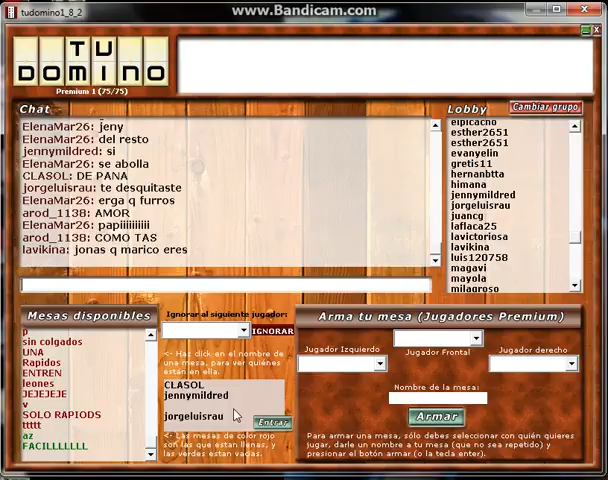 www.Bandicam.com
tudomino1_8_2
TU
DOMINO
Premium 1 (75/75)
Chat
ElenaMar26: jeny
ElenaMar26: del resto
jennymildred: si
ElenaMar26: se abolla
CLASOL: DE PANA
jorgeluisrau: te desquitaste
ElenaMar26: erga q furros
arod_1138: AMOR
ElenaMar26: papiiiiiiiiii
arod_1138: COMO TAS
lavikina: jonas q marico eres
Lobby
Cambiar grupo
elpicacho
esther2651
esther2651
evanyelin
gretis11
hernanbtta
himana
jennymildred
jorgeluisrau
juancg
laflaca25
lavictoriosa
lavikina
luis120758
magavi
mayola
milagroso
Mesas disponibles
p
sin colgados
UNA
Rapidos
ENTREN
leones
JEJEJEJE
v
SOLO RAPIODS
ttttt
az
FACILLLLLLL
Ignorar al siguiente jugador:
IGNORAR
<- Haz click en el nombre de una mesa, para ver quiénes están en ella.
CLASOL
jennymildred
jorgeluisrau
Entrar
<- Las mesas de color rojo son las que estan llenas, y las verdes estan vacías.
Arma tu mesa (Jugadores Premium)
Jugador Izquierdo
Jugador Frontal
Jugador derecho
Nombre de la mesa:
Armar
Para armar una mesa, sólo debes seleccionar con quién quieres jugar, darle un nombre a tu mesa (que no sea repetido) y presionar el botón armar (o la tecla enter).